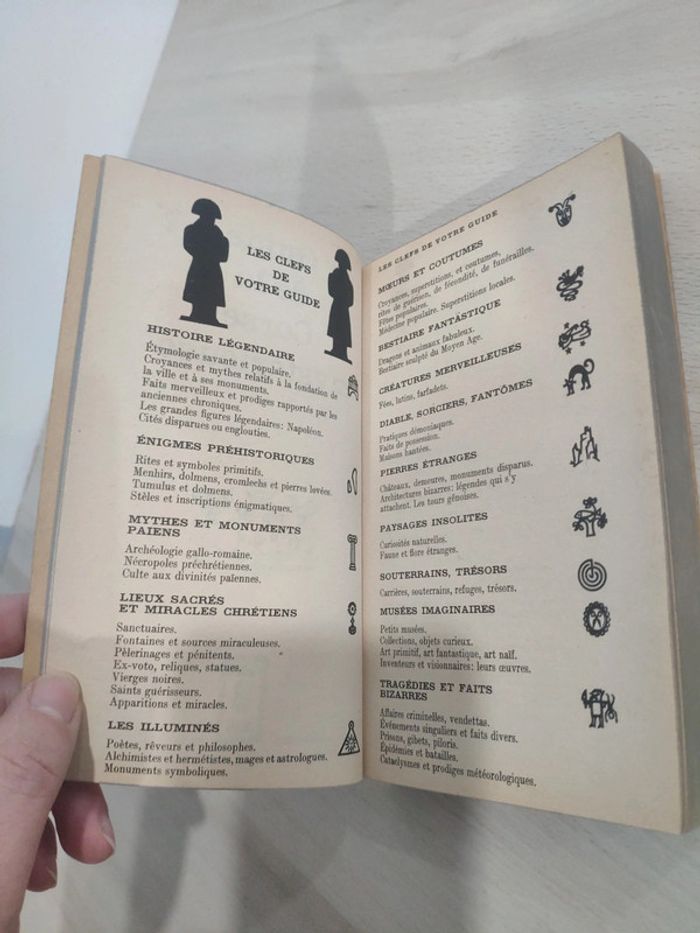 LES CLEFS
DE
VOTRE GUIDE
HISTOIRE LÉGENDAIRE
Étymologie savante et populaire.
Croyances et mythes relatifs à la fondation de
la ville et à ses monuments.
Faits merveilleux et prodiges rapportés par les
anciennes chroniques.
Les grandes figures légendaires : Napoléon.
Cités disparues ou englouties.
ÉNIGMES PRÉHISTORIQUES
Rites et symboles primitifs.
Menhirs, dolmens, cromlechs et pierres levées.
Tumulus et dolmens.
Stèles et inscriptions énigmatiques.
MYTHES ET MONUMENTS
PAÏENS
Archéologie gallo-romaine.
Nécropoles préchrétiennes.
Culte aux divinités païennes.
LIEUX SACRÉS
ET MIRACLES CHRÉTIENS
Sanctuaires.
Fontaines et sources miraculeuses.
Pèlerinages et pénitents.
Ex-voto, reliques, statues.
Vierges noires.
Saints guérisseurs.
Apparitions et miracles.
LES ILLUMINÉS
Poètes, rêveurs et philosophes.
Alchimistes et hermétistes, mages et astrologues.
Monuments symboliques.
LES CLEFS DE VOTRE GUIDE
MŒURS ET COUTUMES
Croyances, superstitions, et coutumes,
rites de guérison, de fécondité, de funérailles.
Fêtes populaires.
Médecine populaire. Superstitions locales.
BESTIAIRE FANTASTIQUE
Dragons et animaux fabuleux.
Bestiaire sculpté du Moyen Age.
CRÉATURES MERVEILLEUSES
Fées, lutins, farfadets.
DIABLE, SORCIERS, FANTÔMES
Pratiques démoniaques.
Faits de possession.
Maisons hantées.
PIERRES ÉTRANGES
Châteaux, demeures, monuments disparus.
Architectures bizarres : légendes qui s'y
attachent. Les tours génoises.
PAYSAGES INSOLITES
Curiosités naturelles.
Faune et flore étranges.
SOUTERRAINS, TRÉSORS
Carrières, souterrains, refuges, trésors.
MUSÉES IMAGINAIRES
Petits musées.
Collections, objets curieux.
Art primitif, art fantastique, art naïf.
Inventeurs et visionnaires : leurs œuvres.
TRAGÉDIES ET FAITS
BIZARRES
Affaires criminelles, vendettas.
Événements singuliers et faits divers.
Prisons, gibets, piloris.
Épidémies et batailles.
Cataclysmes et prodiges météorologiques.